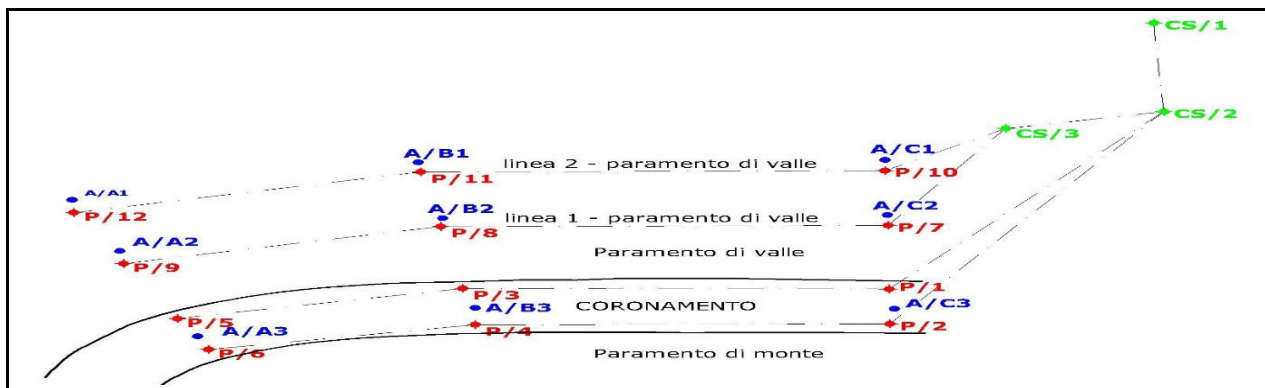 CS/1
CS/2
CS/3
A/B1
linea 2 - paramento di valle
A/C1
P/11
P/10
A/A1
P/12
A/B2
linea 1 - paramento di valle
A/C2
P/8
P/7
A/A2
Paramento di valle
P/9
P/3
P/1
A/B3
CORONAMENTO
A/C3
P/5
P/4
P/2
A/A3
P/6
Paramento di monte